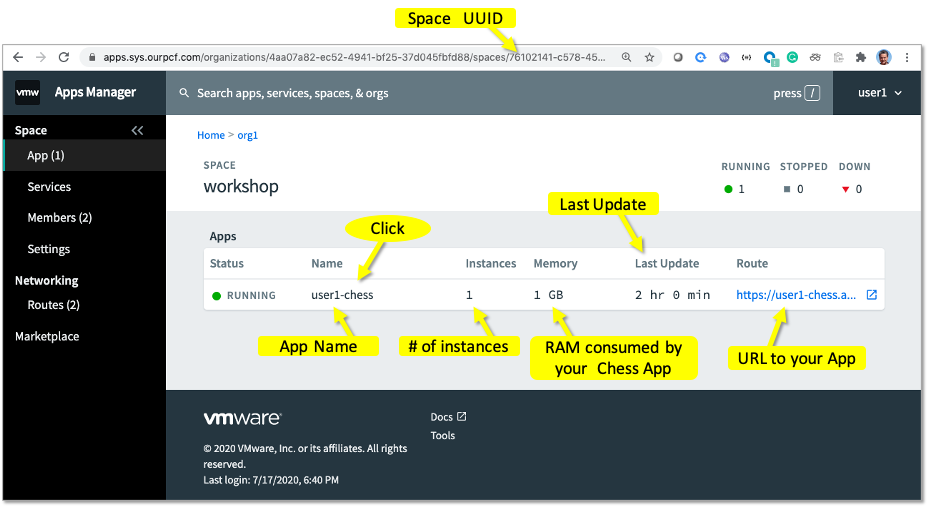 Space UUID
apps.sys.ourpcf.com/organizations/4aa07a82-ec52-4941-bf25-37d045fbfd88/spaces/76102141-c578-45...
vmw Apps Manager
Search apps, services, spaces, & orgs
press /
user1
Space
App (1)
Services
Members (2)
Settings
Networking
Routes (2)
Marketplace
Home > org1
SPACE
workshop
RUNNING STOPPED DOWN
1 0 0
Last Update
Click
Apps
Status Name Instances Memory Last Update Route
RUNNING user1-chess 1 1 GB 2 hr 0 min https://user1-chess.a...
App Name
# of instances
RAM consumed by
your Chess App
URL to your App
vmware®
© 2020 VMware, Inc. or its affiliates. All rights
reserved.
Last login: 7/17/2020, 6:40 PM
Docs
Tools